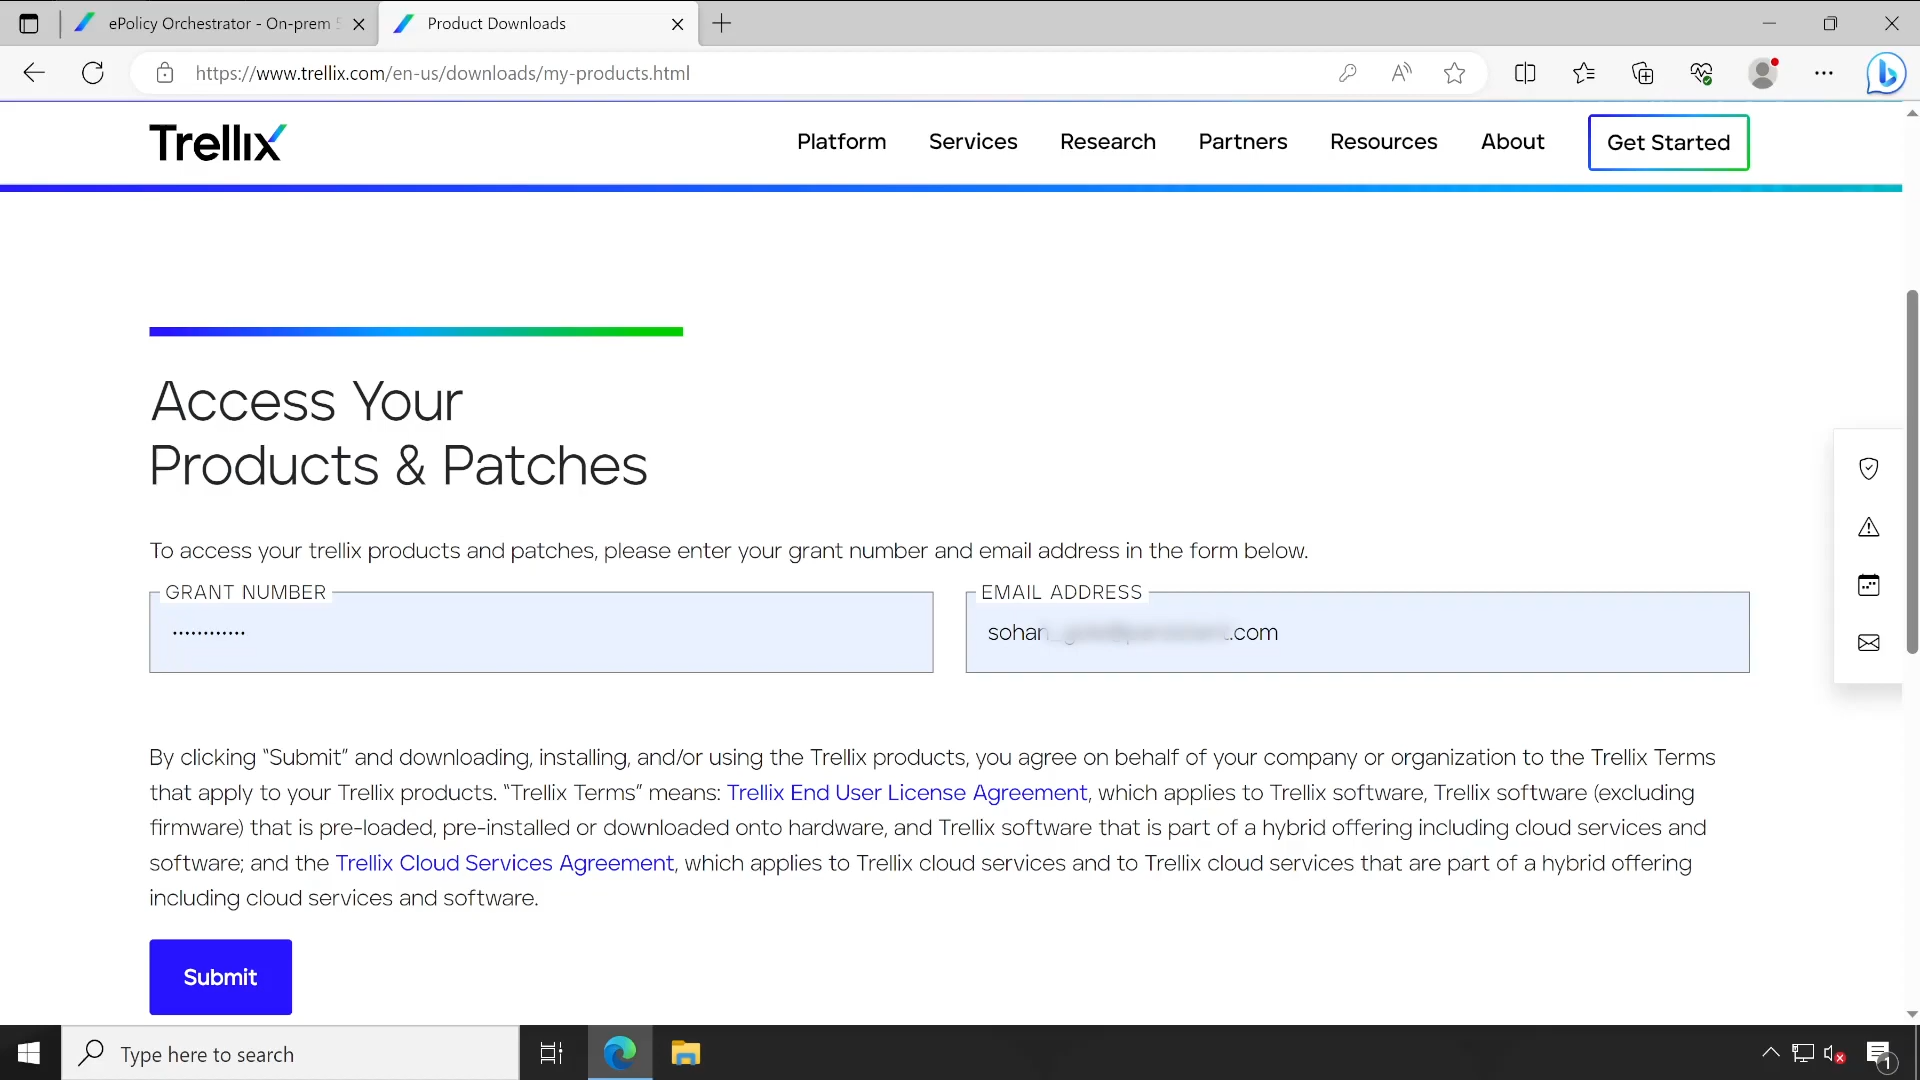 ePolicy Orchestrator - On-prem
Product Downloads
https://www.trellix.com/en-us/downloads/my-products.html
Trellix
Platform
Services
Research
Partners
Resources
About
Get Started
Access Your
Products & Patches
To access your trellix products and patches, please enter your grant number and email address in the form below.
GRANT NUMBER
EMAIL ADDRESS
••••••••••••
sohan .com
By clicking “Submit” and downloading, installing, and/or using the Trellix products, you agree on behalf of your company or organization to the Trellix Terms
that apply to your Trellix products. “Trellix Terms” means: Trellix End User License Agreement, which applies to Trellix software, Trellix software (excluding
firmware) that is pre-loaded, pre-installed or downloaded onto hardware, and Trellix software that is part of a hybrid offering including cloud services and
software; and the Trellix Cloud Services Agreement, which applies to Trellix cloud services and to Trellix cloud services that are part of a hybrid offering
including cloud services and software.
Submit
Type here to search
1